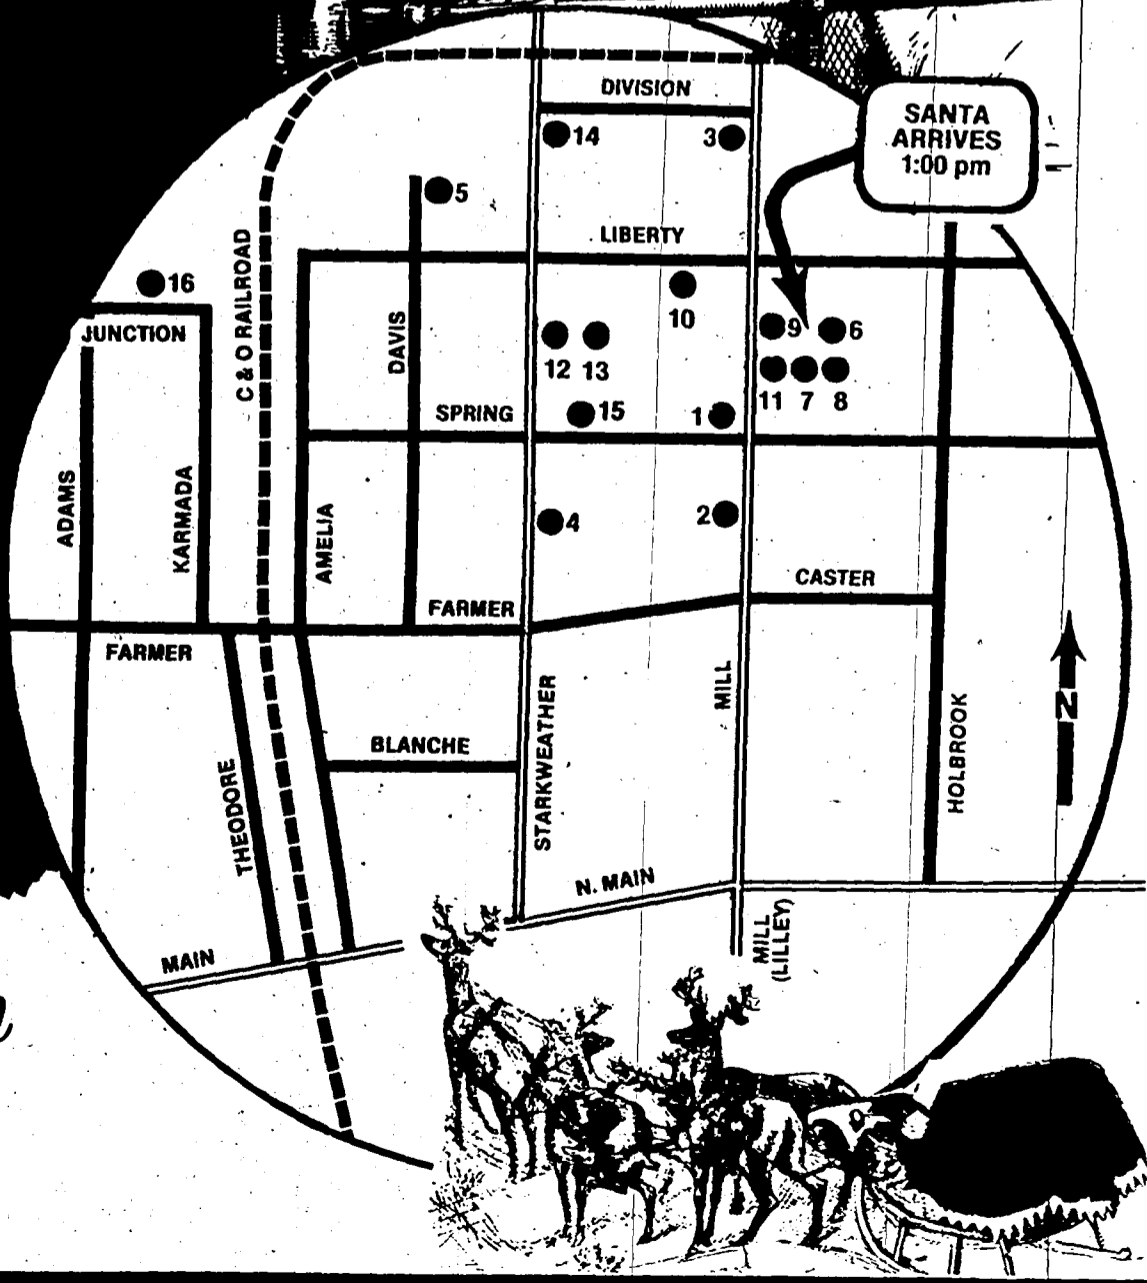 DIVISION
SANTA
ARRIVES
1:00 pm
14
3
5
LIBERTY
C & O RAILROAD
16
JUNCTION
DAVIS
10
9
6
12
13
11
7
8
SPRING
15
1
ADAMS
KARMADA
AMELIA
4
2
CASTER
FARMER
FARMER
MILL
N
BLANCHE
STARKWEATHER
HOLBROOK
THEODORE
N. MAIN
MILL
(LILLEY)
MAIN